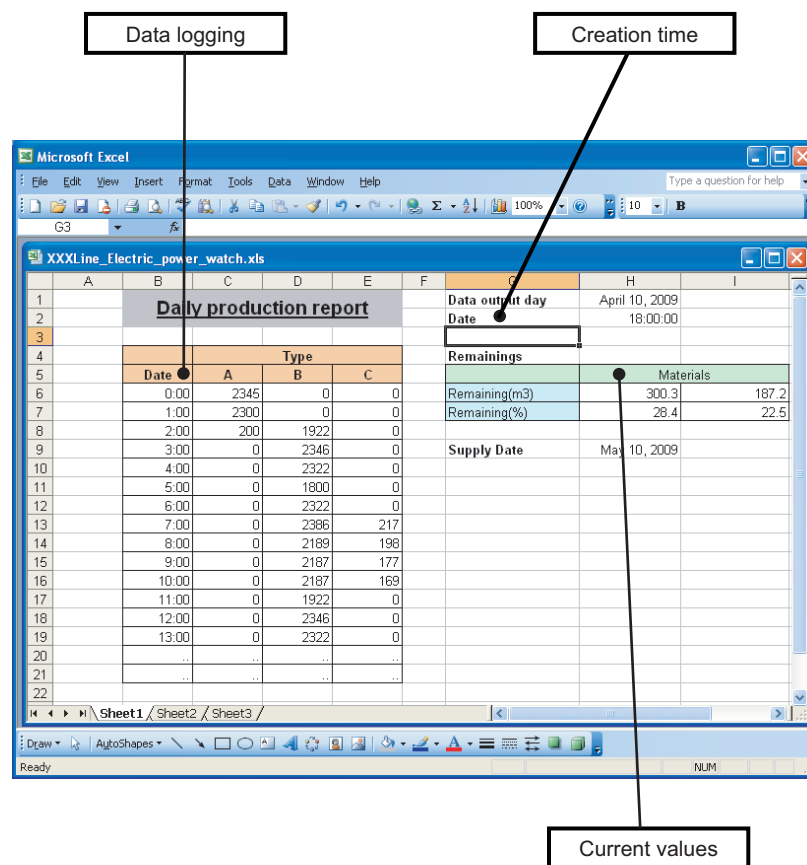 Data logging
Creation time
Microsoft Excel
File Edit View Insert Format Tools Data Window Help
Type a question for help
100%
10
B
G3
fx
XXXLine_Electric_power_watch.xls
A B C D E F G H I
1 Daily production report Data output day April 10, 2009
2 Date 18:00:00
3
4 Type Remainings
5 Date A B C Materials
6 0:00 2345 0 0 Remaining(m3) 300.3 187.2
7 1:00 2300 0 0 Remaining(%) 28.4 22.5
8 2:00 200 1922 0
9 3:00 0 2346 0 Supply Date May 10, 2009
10 4:00 0 2322 0
11 5:00 0 1800 0
12 6:00 0 2322 0
13 7:00 0 2386 217
14 8:00 0 2189 198
15 9:00 0 2187 177
16 10:00 0 2187 169
17 11:00 0 1922 0
18 12:00 0 2346 0
19 13:00 0 2322 0
20 .. .. .. ..
21 .. .. .. ..
22
Sheet1 / Sheet2 / Sheet3 /
Draw AutoShapes
Ready
NUM
Current values